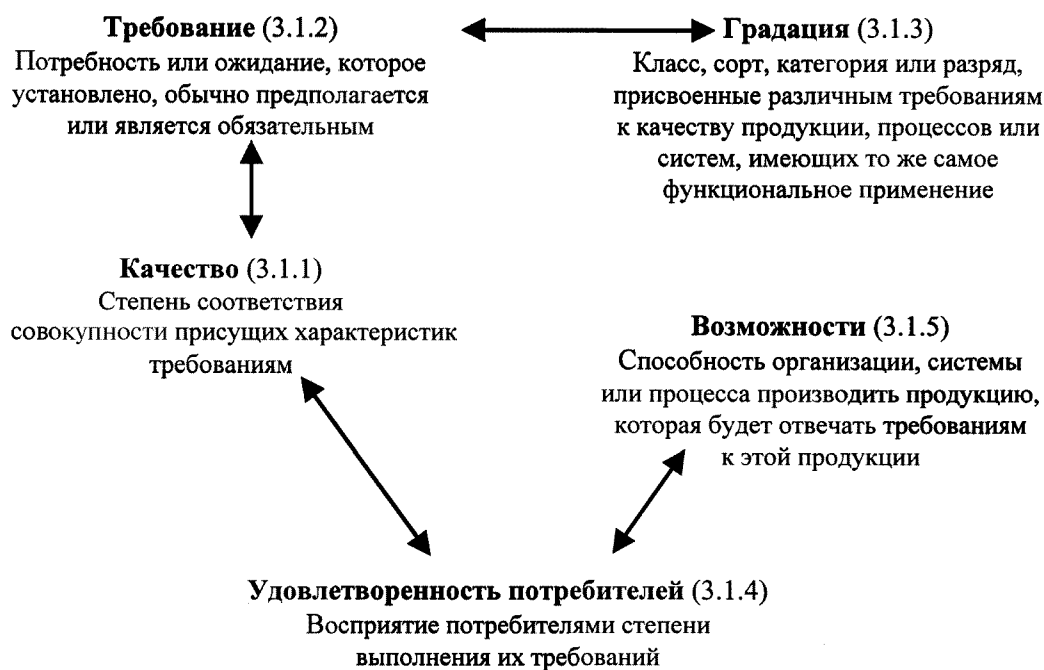 Требование (3.1.2)
Потребность или ожидание, которое
установлено, обычно предполагается
или является обязательным
Градация (3.1.3)
Класс, сорт, категория или разряд,
присвоенные различным требованиям
к качеству продукции, процессов или
систем, имеющих то же самое
функциональное применение
Качество (3.1.1)
Степень соответствия
совокупности присущих характеристик
требованиям
Возможности (3.1.5)
Способность организации, системы
или процесса производить продукцию,
которая будет отвечать требованиям
к этой продукции
Удовлетворенность потребителей (3.1.4)
Восприятие потребителями степени
выполнения их требований